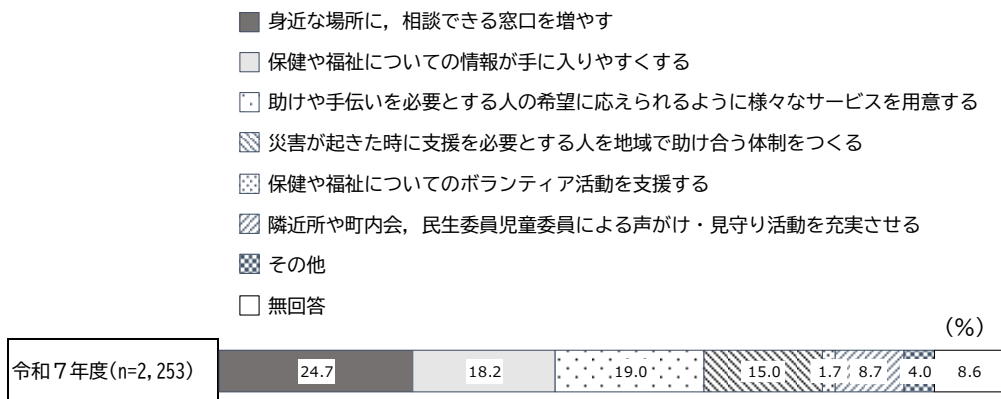 身近な場所に，相談できる窓口を増やす
保健や福祉についての情報が手に入りやすくする
助けや手伝いを必要とする人の希望に応えられるように様々なサービスを用意する
災害が起きた時に支援を必要とする人を地域で助け合う体制をつくる
保健や福祉についてのボランティア活動を支援する
隣近所や町内会，民生委員児童委員による声がけ・見守り活動を充実させる
その他
無回答
(%)
令和７年度(n=2,253) 24.7 18.2 19.0 15.0 1.7 8.7 4.0 8.6